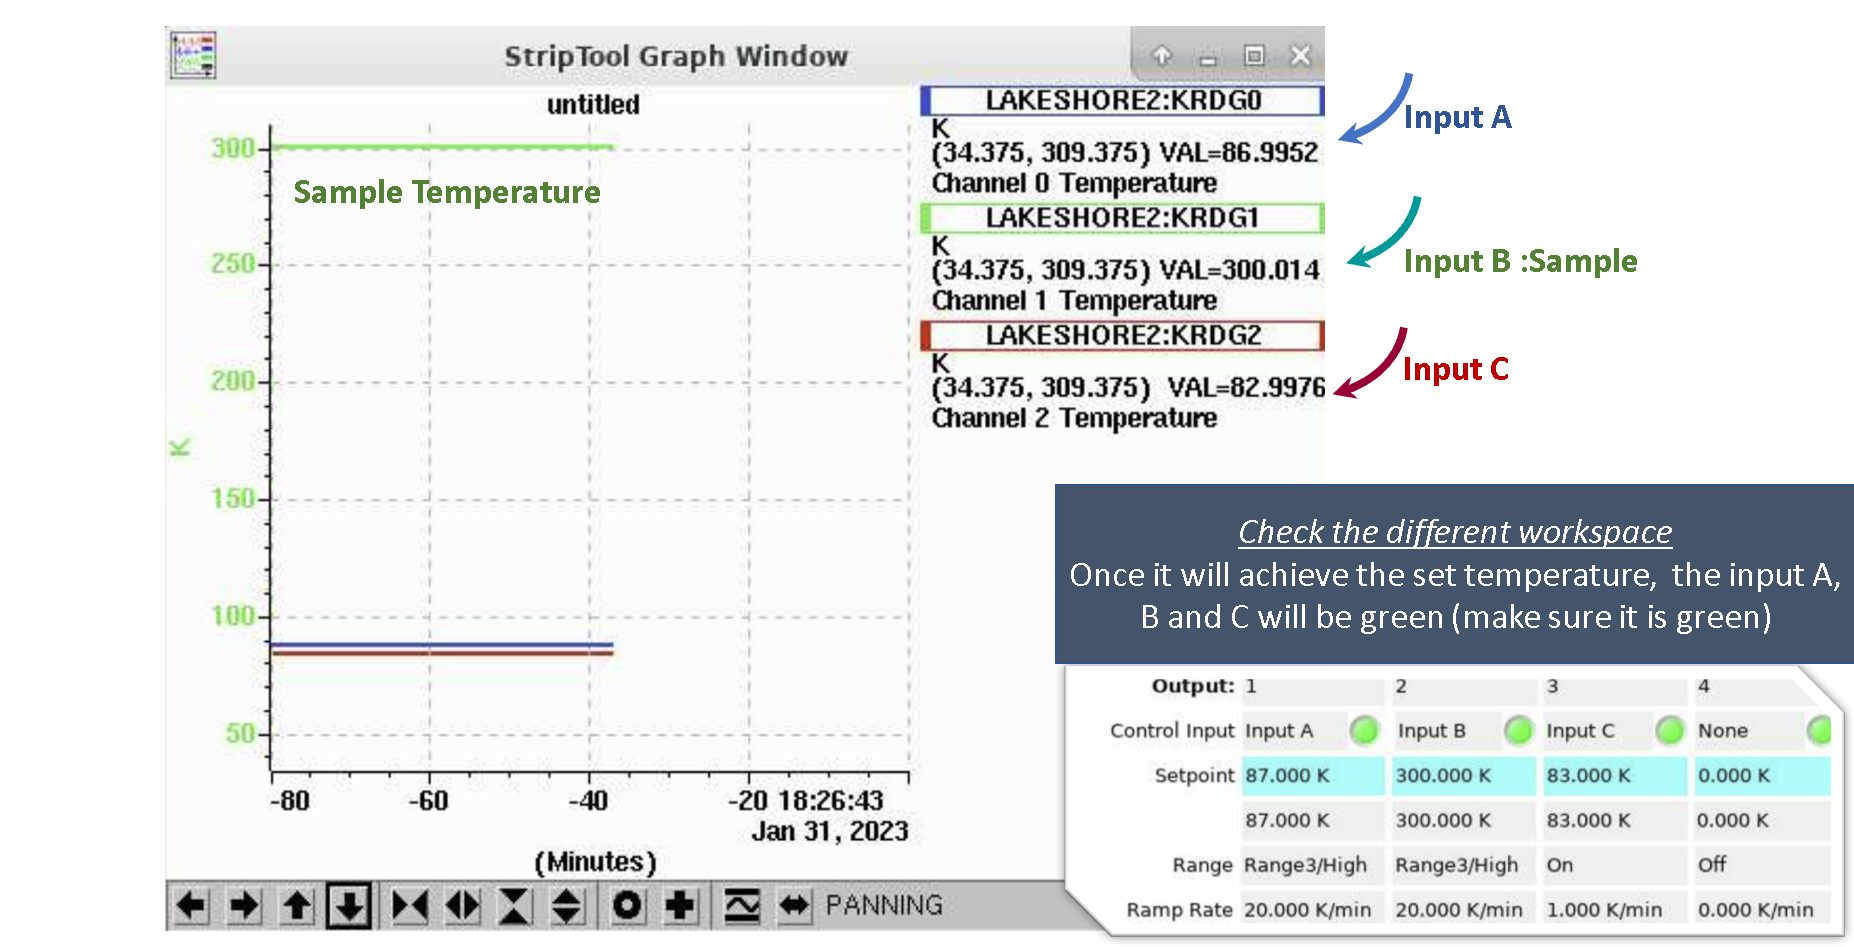 StripTool Graph Window
untitled
300
250
200
150
100
50
K
Sample Temperature
-80 -60 -40 -20 18:26:43
Jan 31, 2023
(Minutes)
LAKESHORE2:KRDG0
K
(34.375, 309.375) VAL=86.9952
Channel 0 Temperature
LAKESHORE2:KRDG1
K
(34.375, 309.375) VAL=300.014
Channel 1 Temperature
LAKESHORE2:KRDG2
K
(34.375, 309.375) VAL=82.9976
Channel 2 Temperature
Input A
Input B :Sample
Input C
Check the different workspace
Once it will achieve the set temperature, the input A,
B and C will be green (make sure it is green)
Output: 1 2 3 4
Control Input Input A Input B Input C None
Setpoint 87.000 K 300.000 K 83.000 K 0.000 K
87.000 K 300.000 K 83.000 K 0.000 K
Range Range3/High Range3/High On Off
Ramp Rate 20.000 K/min 20.000 K/min 1.000 K/min 0.000 K/min
PANNING